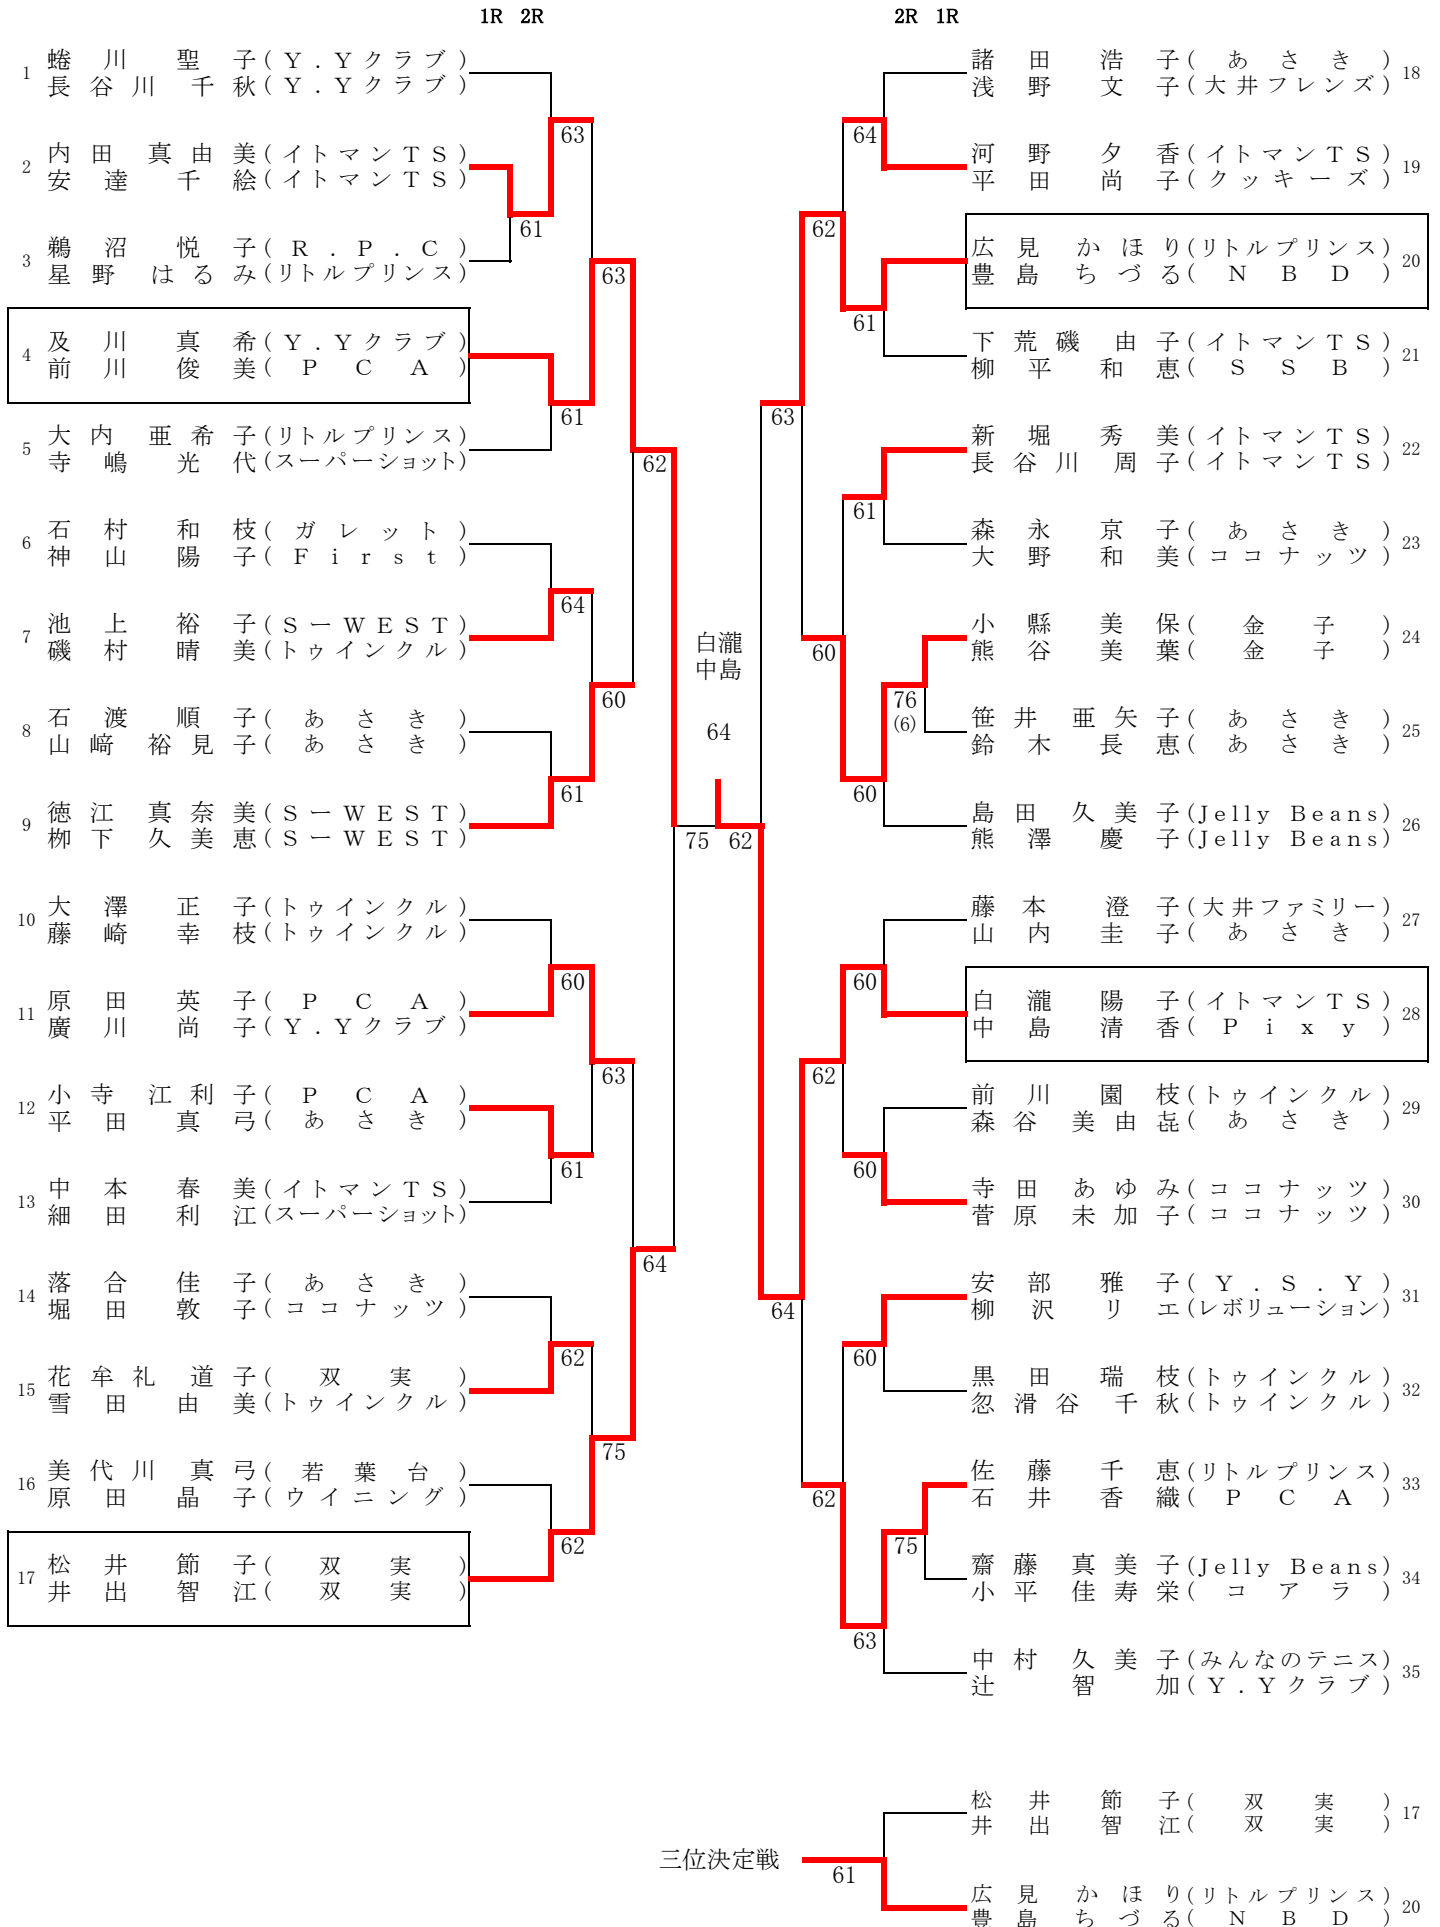 1R 2R
2R 1R
1 蜷川 聖子(Y.Yクラブ)
長谷川 千秋(Y.Yクラブ)
2 内田 真由美(イトマンTS)
安達 千絵(イトマンTS)
3 鵜沼 悦子(R.P.C)
星野 はるみ(リトルプリンス)
4 及川 真希(Y.Yクラブ)
前川 俊美(PCA)
5 大内 亜希子(リトルプリンス)
寺嶋 光代(スーパーショット)
6 石村 和枝(ガレット)
神山 陽子(First)
7 池上 裕子(SーWEST)
磯村 晴美(トゥインクル)
8 石渡 順子(あさき)
山﨑 裕見子(あさき)
9 徳江 真奈美(SーWEST)
栁下 久美恵(SーWEST)
10 大澤 正子(トゥインクル)
藤崎 幸枝(トゥインクル)
11 原田 英子(PCA)
廣川 尚子(Y.Yクラブ)
12 小寺 江利子(PCA)
平田 真弓(あさき)
13 中本 春美(イトマンTS)
細田 利江(スーパーショット)
14 落合 佳子(あさき)
堀田 敦子(ココナッツ)
15 花牟礼 道子(双実)
雪田 由美(トゥインクル)
16 美代川 真弓(若葉台)
原田 晶子(ウイニング)
17 松井 節子(双実)
井出 智江(双実)
63
61
61
64
61
60
61
62
62
63
60
63
75
62
64
75
62
白瀧
中島
64
63
64
62
60
62
62
64
61
61
76
(6)
60
60
60
60
75
63
諸田 浩子(あさき) 18
浅野 文子(大井フレンズ)
河野 夕香(イトマンTS) 19
平田 尚子(クッキーズ)
広見 かほり(リトルプリンス) 20
豊島 ちづる(NBD)
下荒磯 由子(イトマンTS) 21
柳平 和恵(SSB)
新堀 秀美(イトマンTS) 22
長谷川 周子(イトマンTS)
森永 京子(あさき) 23
大野 和美(ココナッツ)
小縣 美保(金子) 24
熊谷 美葉(金子)
笹井 亜矢子(あさき) 25
鈴木 長恵(あさき)
島田 久美子(Jelly Beans) 26
熊澤 慶子(Jelly Beans)
藤本 澄子(大井ファミリー) 27
山内 圭子(あさき)
白瀧 陽子(イトマンTS) 28
中島 清香(Pixy)
前川 園枝(トゥインクル) 29
森谷 美由㐂(あさき)
寺田 あゆみ(ココナッツ) 30
菅原 未加子(ココナッツ)
安部 雅子(Y.S.Y) 31
柳沢 リエ(レボリューション)
黒田 瑞枝(トゥインクル) 32
忽滑谷 千秋(トゥインクル)
佐藤 千恵(リトルプリンス) 33
石井 香織(PCA)
齋藤 真美子(Jelly Beans) 34
小平 佳寿栄(コアラ)
中村 久美子(みんなのテニス) 35
辻 智加(Y.Yクラブ)
三位決定戦
61
松井 節子(双実) 17
井出 智江(双実)
広見 かほり(リトルプリンス) 20
豊島 ちづる(NBD)